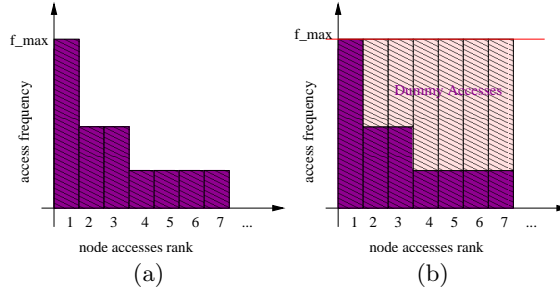 f_max
access frequency
1 2 3 4 5 6 7 ...
node accesses rank
(a)
f_max
Dummy Accesses
access frequency
1 2 3 4 5 6 7 ...
node accesses rank
(b)